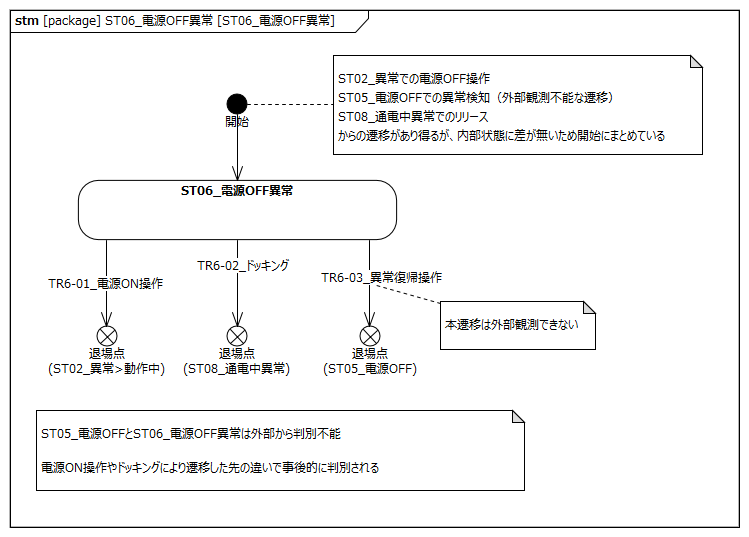 stm [package] ST06_電源OFF異常 [ST06_電源OFF異常]
ST02_異常での電源OFF操作
ST05_電源OFFでの異常検知（外部観測不能な遷移）
ST08_通電中異常でのリリース
からの遷移があり得るが、内部状態に差が無いため開始にまとめている
開始
ST06_電源OFF異常
TR6-01_電源ON操作
TR6-02_ドッキング
TR6-03_異常復帰操作
本遷移は外部観測できない
退場点
(ST02_異常>動作中)
退場点
(ST08_通電中異常)
退場点
(ST05_電源OFF)
ST05_電源OFFとST06_電源OFF異常は外部から判別不能
電源ON操作やドッキングにより遷移した先の違いで事後的に判別される